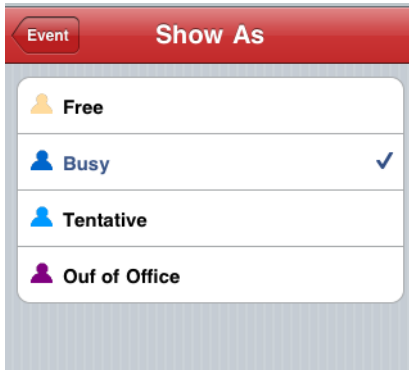 Event
Show As
Free
Busy
Tentative
Ouf of Office